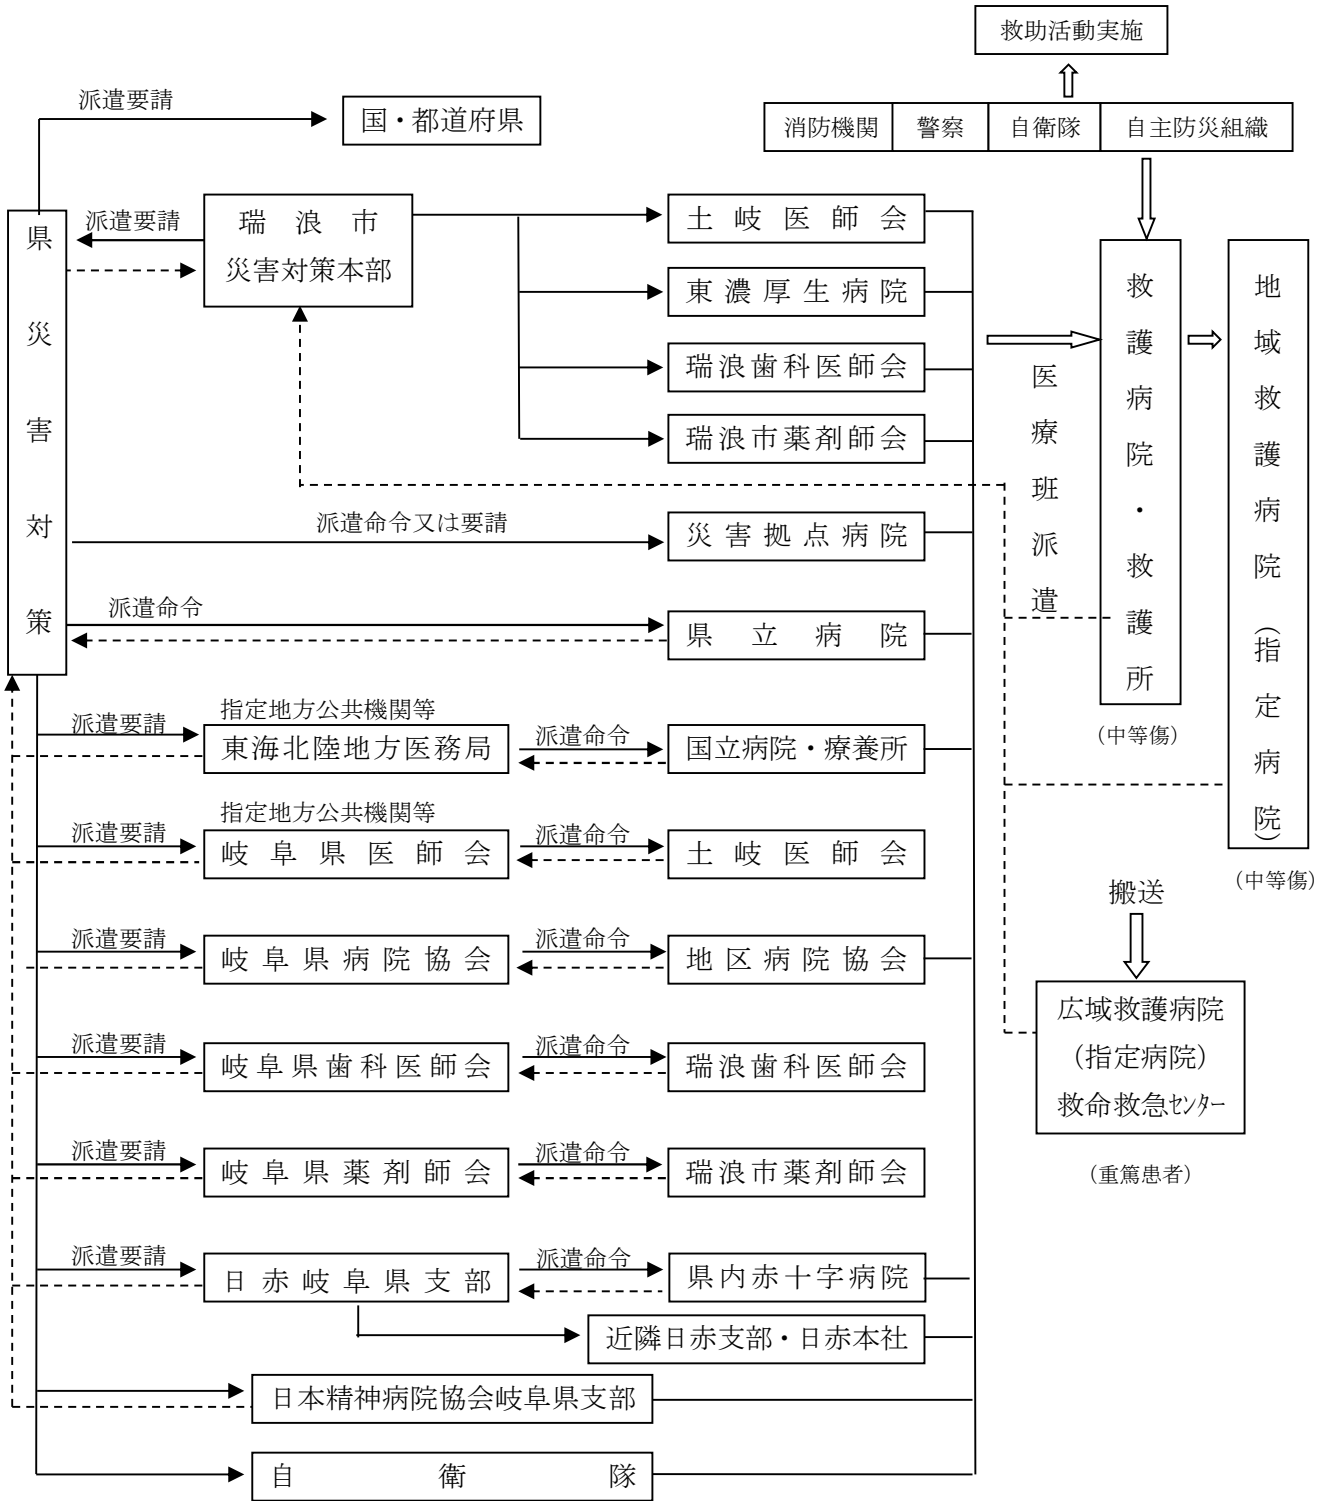 救助活動実施
派遣要請
国・都道府県
消防機関
警察
自衛隊
自主防災組織
県災害対策
派遣要請
瑞浪市
災害対策本部
土岐医師会
東濃厚生病院
瑞浪歯科医師会
瑞浪市薬剤師会
医療班派遣
救護病院・救護所
(中等傷)
地域救護病院(指定病院)
(中等傷)
派遣命令又は要請
災害拠点病院
派遣命令
県立病院
派遣要請
指定地方公共機関等
東海北陸地方医務局
派遣命令
国立病院・療養所
派遣要請
指定地方公共機関等
岐阜県医師会
派遣命令
土岐医師会
搬送
広域救護病院
(指定病院)
救命救急ｾﾝﾀｰ
(重篤患者)
派遣要請
岐阜県病院協会
派遣命令
地区病院協会
派遣要請
岐阜県歯科医師会
派遣命令
瑞浪歯科医師会
派遣要請
岐阜県薬剤師会
派遣命令
瑞浪市薬剤師会
派遣要請
日赤岐阜県支部
派遣命令
県内赤十字病院
近隣日赤支部・日赤本社
日本精神病院協会岐阜県支部
自衛隊